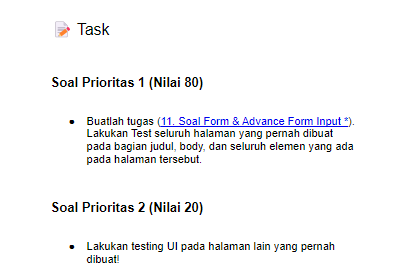 Task
Soal Prioritas 1 (Nilai 80)
Buatlah tugas (11. Soal Form & Advance Form Input *).
Lakukan Test seluruh halaman yang pernah dibuat
pada bagian judul, body, dan seluruh elemen yang ada
pada halaman tersebut.
Soal Prioritas 2 (Nilai 20)
Lakukan testing UI pada halaman lain yang pernah
dibuat!